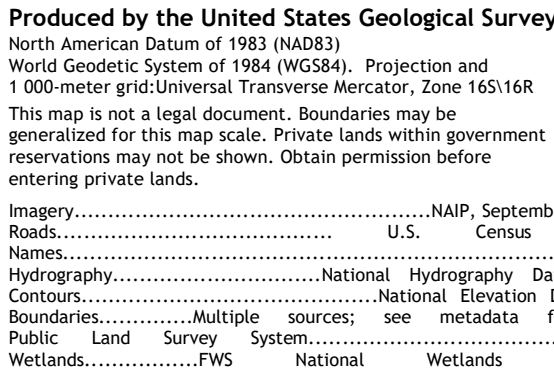 Produced by the United States Geological Survey
North American Datum of 1983 (NAD83)
World Geodetic System of 1984 (WGS84). Projection and
1 000-meter grid:Universal Transverse Mercator, Zone 16S\16R
This map is not a legal document. Boundaries may be
generalized for this map scale. Private lands within government
reservations may not be shown. Obtain permission before
entering private lands.
Imagery.....................................................NAIP, Septemb
Roads......................................... U.S. Census
Names..........................................................................
Hydrography...............................National Hydrography Da
Contours............................................National Elevation D
Boundaries.............Multiple sources; see metadata f
Public Land Survey System.....................................
Wetlands.................FWS National Wetlands